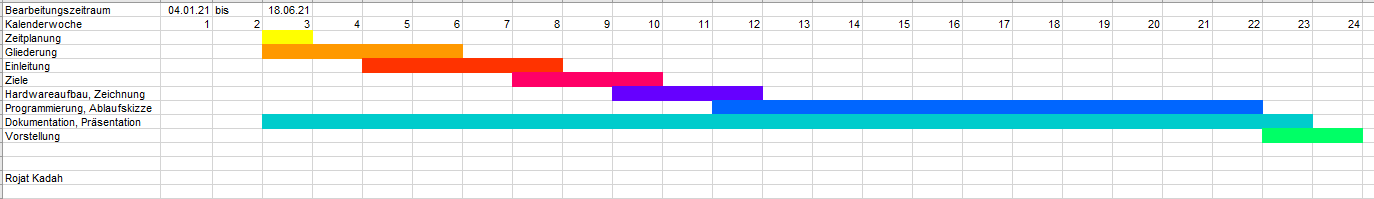 Bearbeitungszeitraum 04.01.21 bis 18.06.21
Kalenderwoche 1 2 3 4 5 6 7 8 9 10 11 12 13 14 15 16 17 18 19 20 21 22 23 24
Zeitplanung
Gliederung
Einleitung
Ziele
Hardwareaufbau, Zeichnung
Programmierung, Ablaufskizze
Dokumentation, Präsentation
Vorstellung
Rojat Kadah